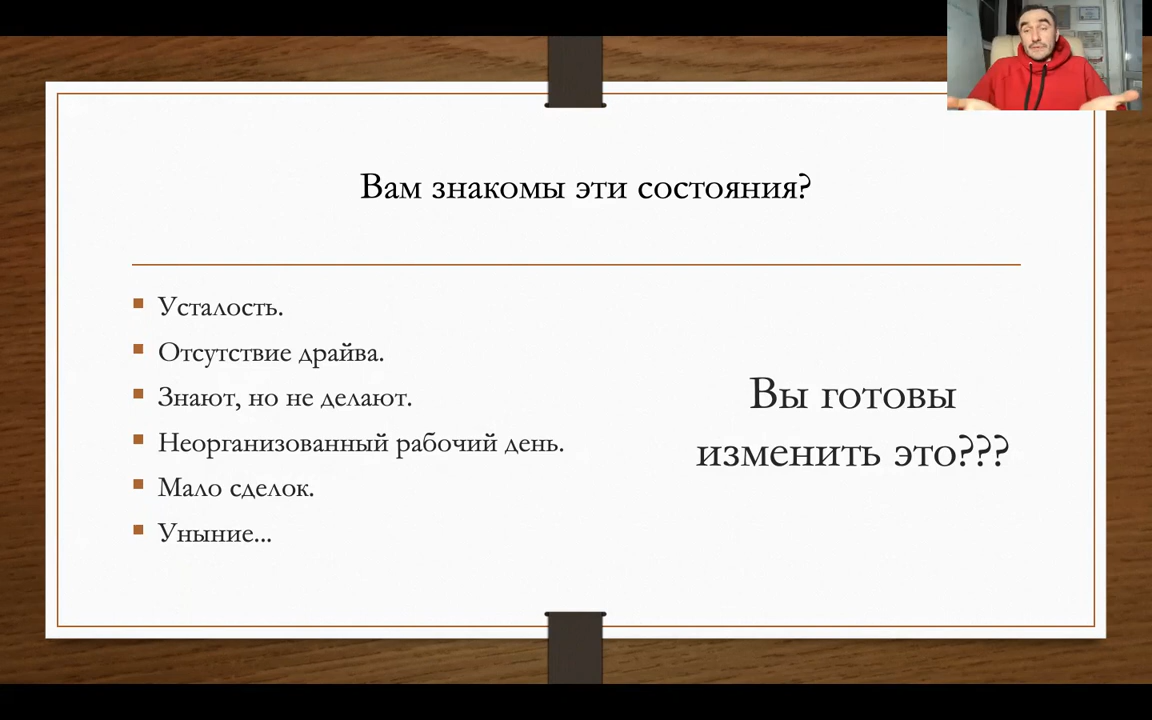 Вам знакомы эти состояния?
Усталость.
Отсутствие драйва.
Знают, но не делают.
Неорганизованный рабочий день.
Мало сделок.
Уныние...
Вы готовы
изменить это???